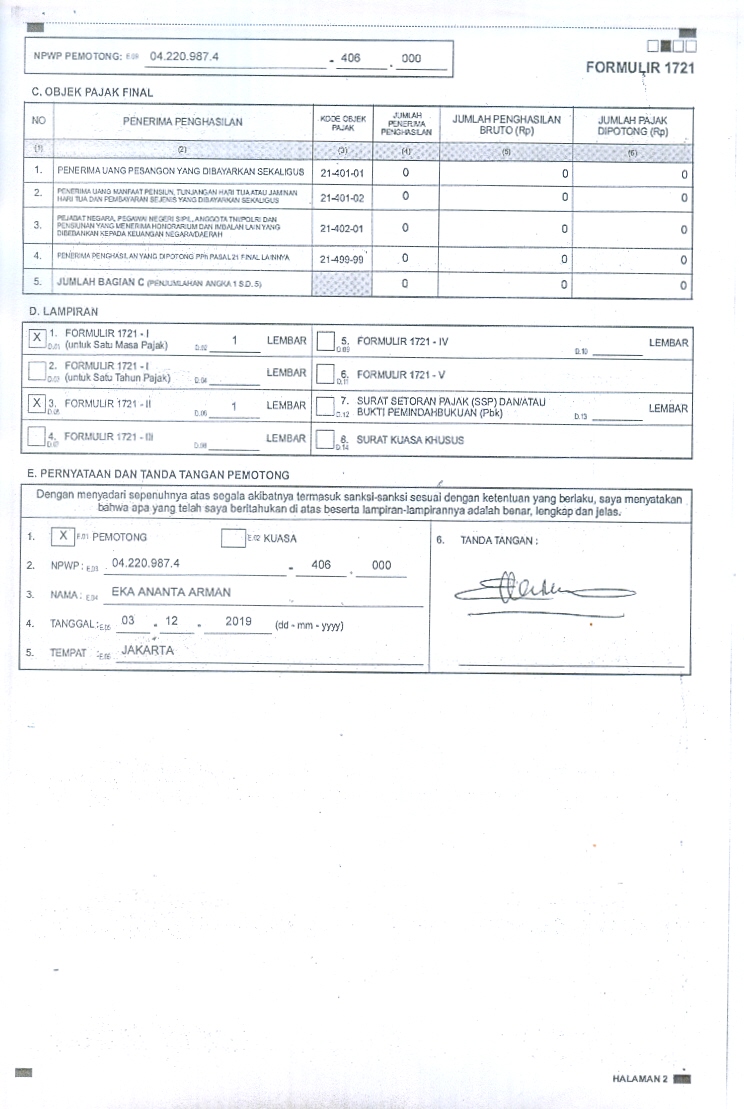 NPWP PEMOTONG: E.09 04.220.987.4 - 406 . 000
FORMULIR 1721
C. OBJEK PAJAK FINAL
NO PENERIMA PENGHASILAN KODE OBJEK PAJAK JUMLAH PENERIMA PENGHASILAN JUMLAH PENGHASILAN BRUTO (Rp) JUMLAH PAJAK DIPOTONG (Rp)
(1) (2) (3) (4) (5) (6)
1. PENERIMA UANG PESANGON YANG DIBAYARKAN SEKALIGUS 21-401-01 0 0 0
2. PENERIMA UANG MANFAAT PENSIUN, TUNJANGAN HARI TUA ATAU JAMINAN HARI TUA DAN PEMBAYARAN SEJENIS YANG DIBAYARKAN SEKALIGUS 21-401-02 0 0 0
3. PEJABAT NEGARA, PEGAWAI NEGERI SIPIL, ANGGOTA TNI/POLRI DAN PENSIUNAN YANG MENERIMA HONORARIUM DAN IMBALAN LAIN YANG DIBEBANKAN KEPADA KEUANGAN NEGARA/DAERAH 21-402-01 0 0 0
4. PENERIMA PENGHASILAN YANG DIPOTONG PPh PASAL 21 FINAL LAINNYA 21-499-99 0 0 0
5. JUMLAH BAGIAN C (PENJUMLAHAN ANGKA 1 S.D. 5) 0 0 0
D. LAMPIRAN
X D.01 1. FORMULIR 1721 - I (untuk Satu Masa Pajak) D.02 1 LEMBAR
D.03 2. FORMULIR 1721 - I (untuk Satu Tahun Pajak) D.04 LEMBAR
X D.05 3. FORMULIR 1721 - II D.06 1 LEMBAR
D.07 4. FORMULIR 1721 - III D.08 LEMBAR
D.09 5. FORMULIR 1721 - IV D.10 LEMBAR
D.11 6. FORMULIR 1721 - V
D.12 7. SURAT SETORAN PAJAK (SSP) DAN/ATAU BUKTI PEMINDAHBUKUAN (Pbk) D.13 LEMBAR
D.14 8. SURAT KUASA KHUSUS
E. PERNYATAAN DAN TANDA TANGAN PEMOTONG
Dengan menyadari sepenuhnya atas segala akibatnya termasuk sanksi-sanksi sesuai dengan ketentuan yang berlaku, saya menyatakan
bahwa apa yang telah saya beritahukan di atas beserta lampiran-lampirannya adalah benar, lengkap dan jelas.
1. X E.01 PEMOTONG E.02 KUASA
2. NPWP : E.03 04.220.987.4 - 406 . 000
3. NAMA : E.04 EKA ANANTA ARMAN
4. TANGGAL : E.05 03 - 12 - 2019 (dd - mm - yyyy)
5. TEMPAT : E.06 JAKARTA
6. TANDA TANGAN :
HALAMAN 2